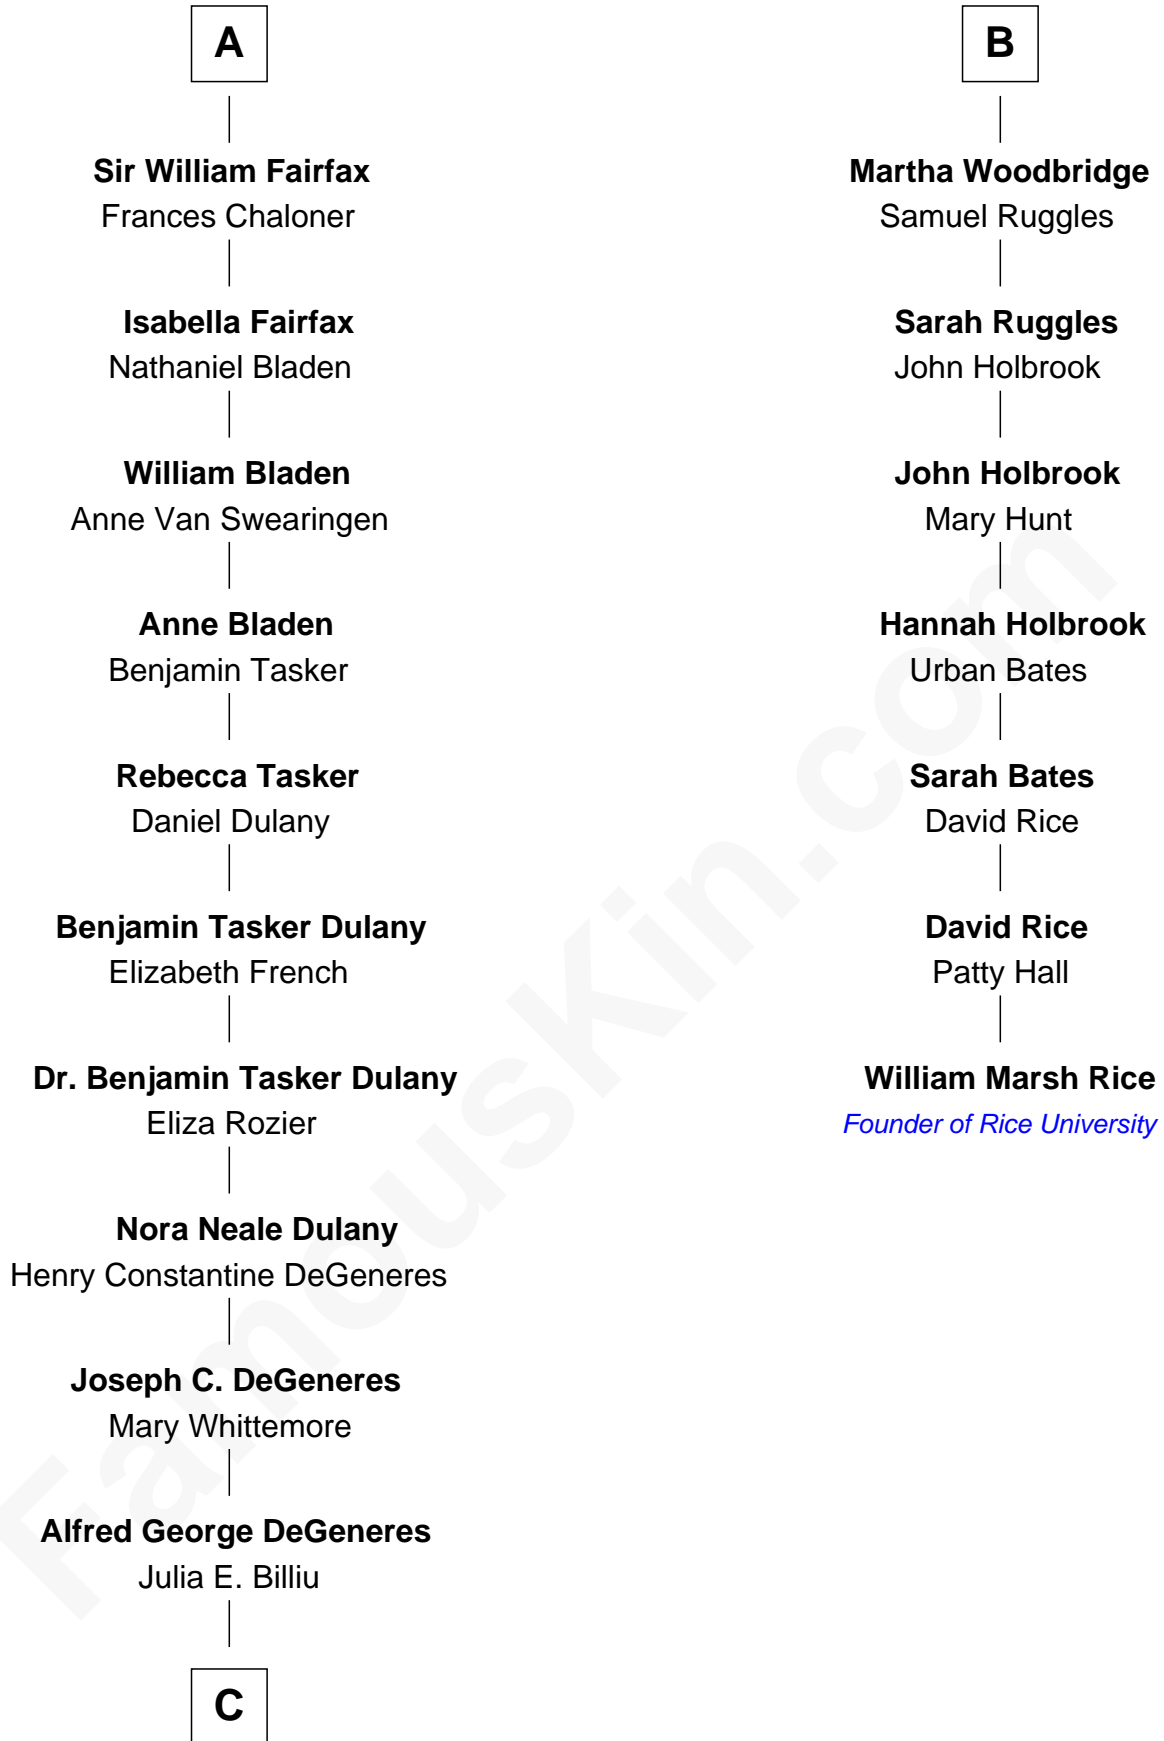 A
Sir William Fairfax
Frances Chaloner
Isabella Fairfax
Nathaniel Bladen
William Bladen
Anne Van Swearingen
Anne Bladen
Benjamin Tasker
Rebecca Tasker
Daniel Dulany
Benjamin Tasker Dulany
Elizabeth French
Dr. Benjamin Tasker Dulany
Eliza Rozier
Nora Neale Dulany
Henry Constantine DeGeneres
Joseph C. DeGeneres
Mary Whittemore
Alfred George DeGeneres
Julia E. Billiu
C
B
Martha Woodbridge
Samuel Ruggles
Sarah Ruggles
John Holbrook
John Holbrook
Mary Hunt
Hannah Holbrook
Urban Bates
Sarah Bates
David Rice
David Rice
Patty Hall
William Marsh Rice
Founder of Rice University
FamousKin.com